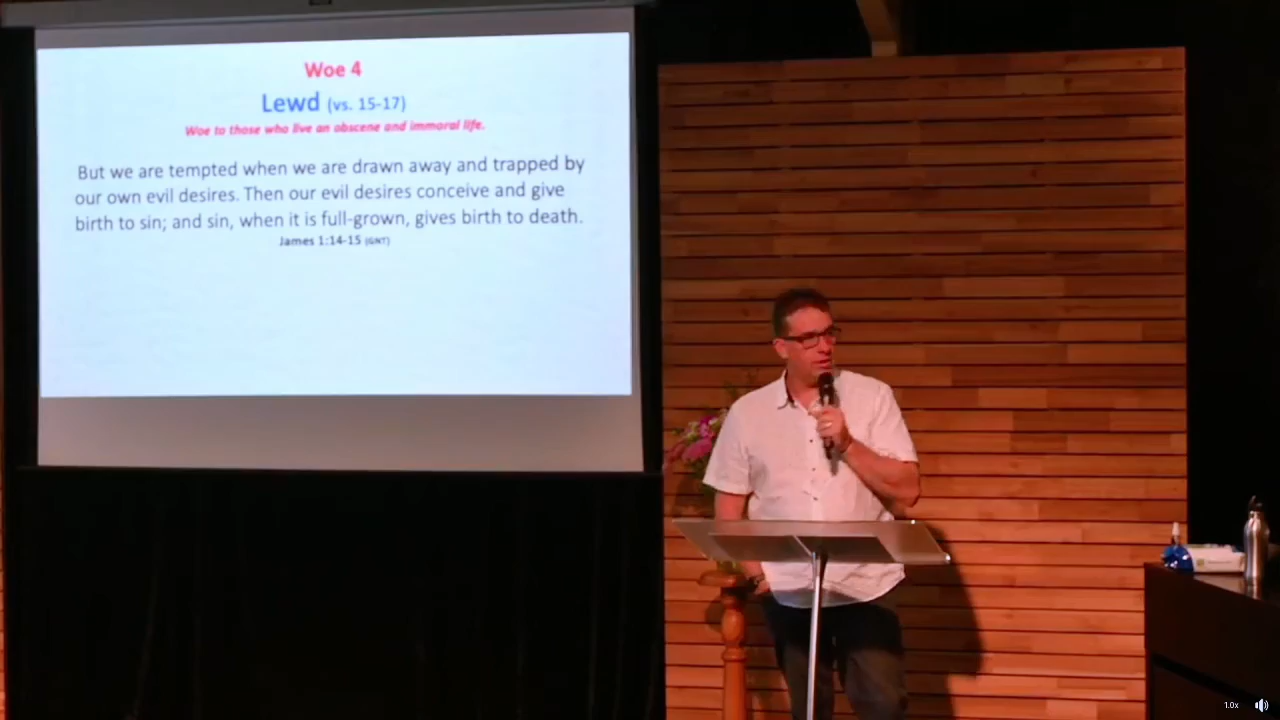 Woe 4
Lewd (vs. 15-17)
Woe to those who live an obscene and immoral life.
But we are tempted when we are drawn away and trapped by
our own evil desires. Then our evil desires conceive and give
birth to sin; and sin, when it is full-grown, gives birth to death.
James 1:14-15 (GNT)
1.0x